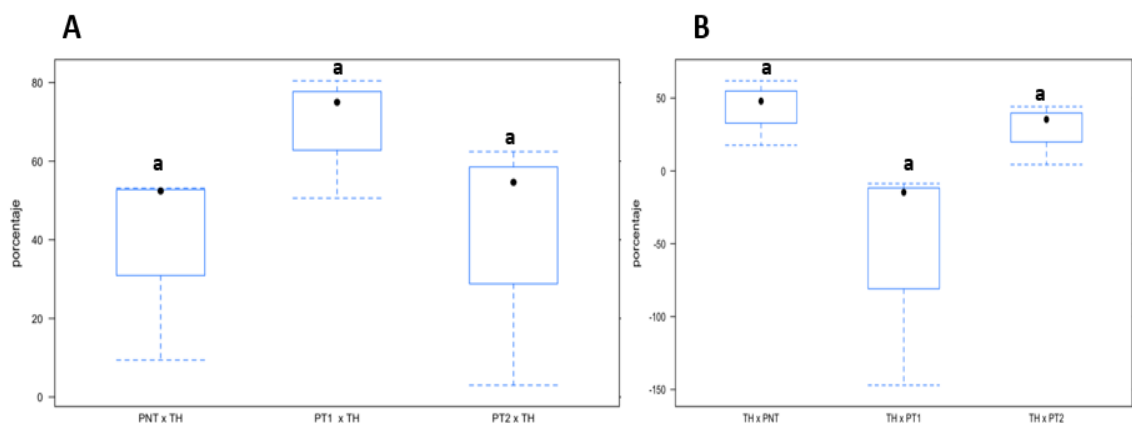 A
porcentaje
80
60
40
20
0
a
a
a
PNT x TH
PT1 x TH
PT2 x TH
B
porcentaje
50
0
-50
-100
-150
a
a
a
TH x PNT
TH x PT1
TH x PT2